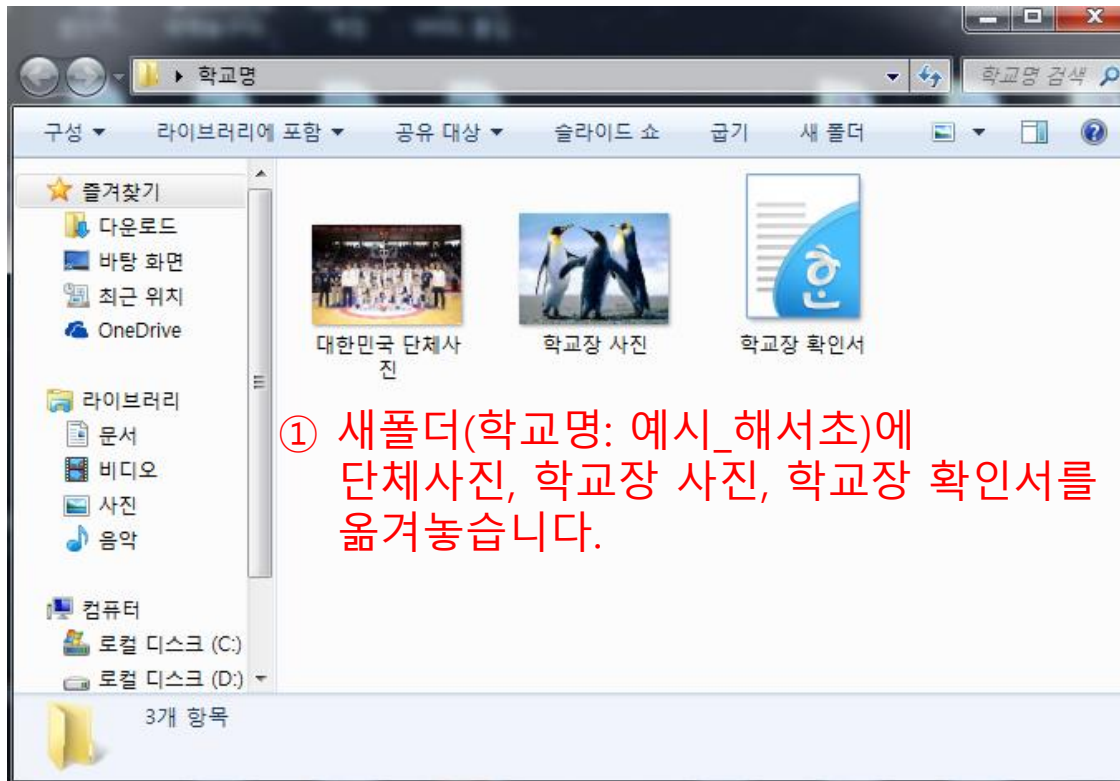 학교명
학교명 검색
구성 라이브러리에 포함 공유 대상 슬라이드 쇼 굽기 새 폴더
즐겨찾기
다운로드
바탕 화면
최근 위치
OneDrive
라이브러리
문서
비디오
사진
음악
컴퓨터
로컬 디스크 (C:)
로컬 디스크 (D:)
한
대한민국 단체사
진
학교장 사진
학교장 확인서
① 새폴더(학교명: 예시_해서초)에
단체사진, 학교장 사진, 학교장 확인서를
옮겨놓습니다.
3개 항목